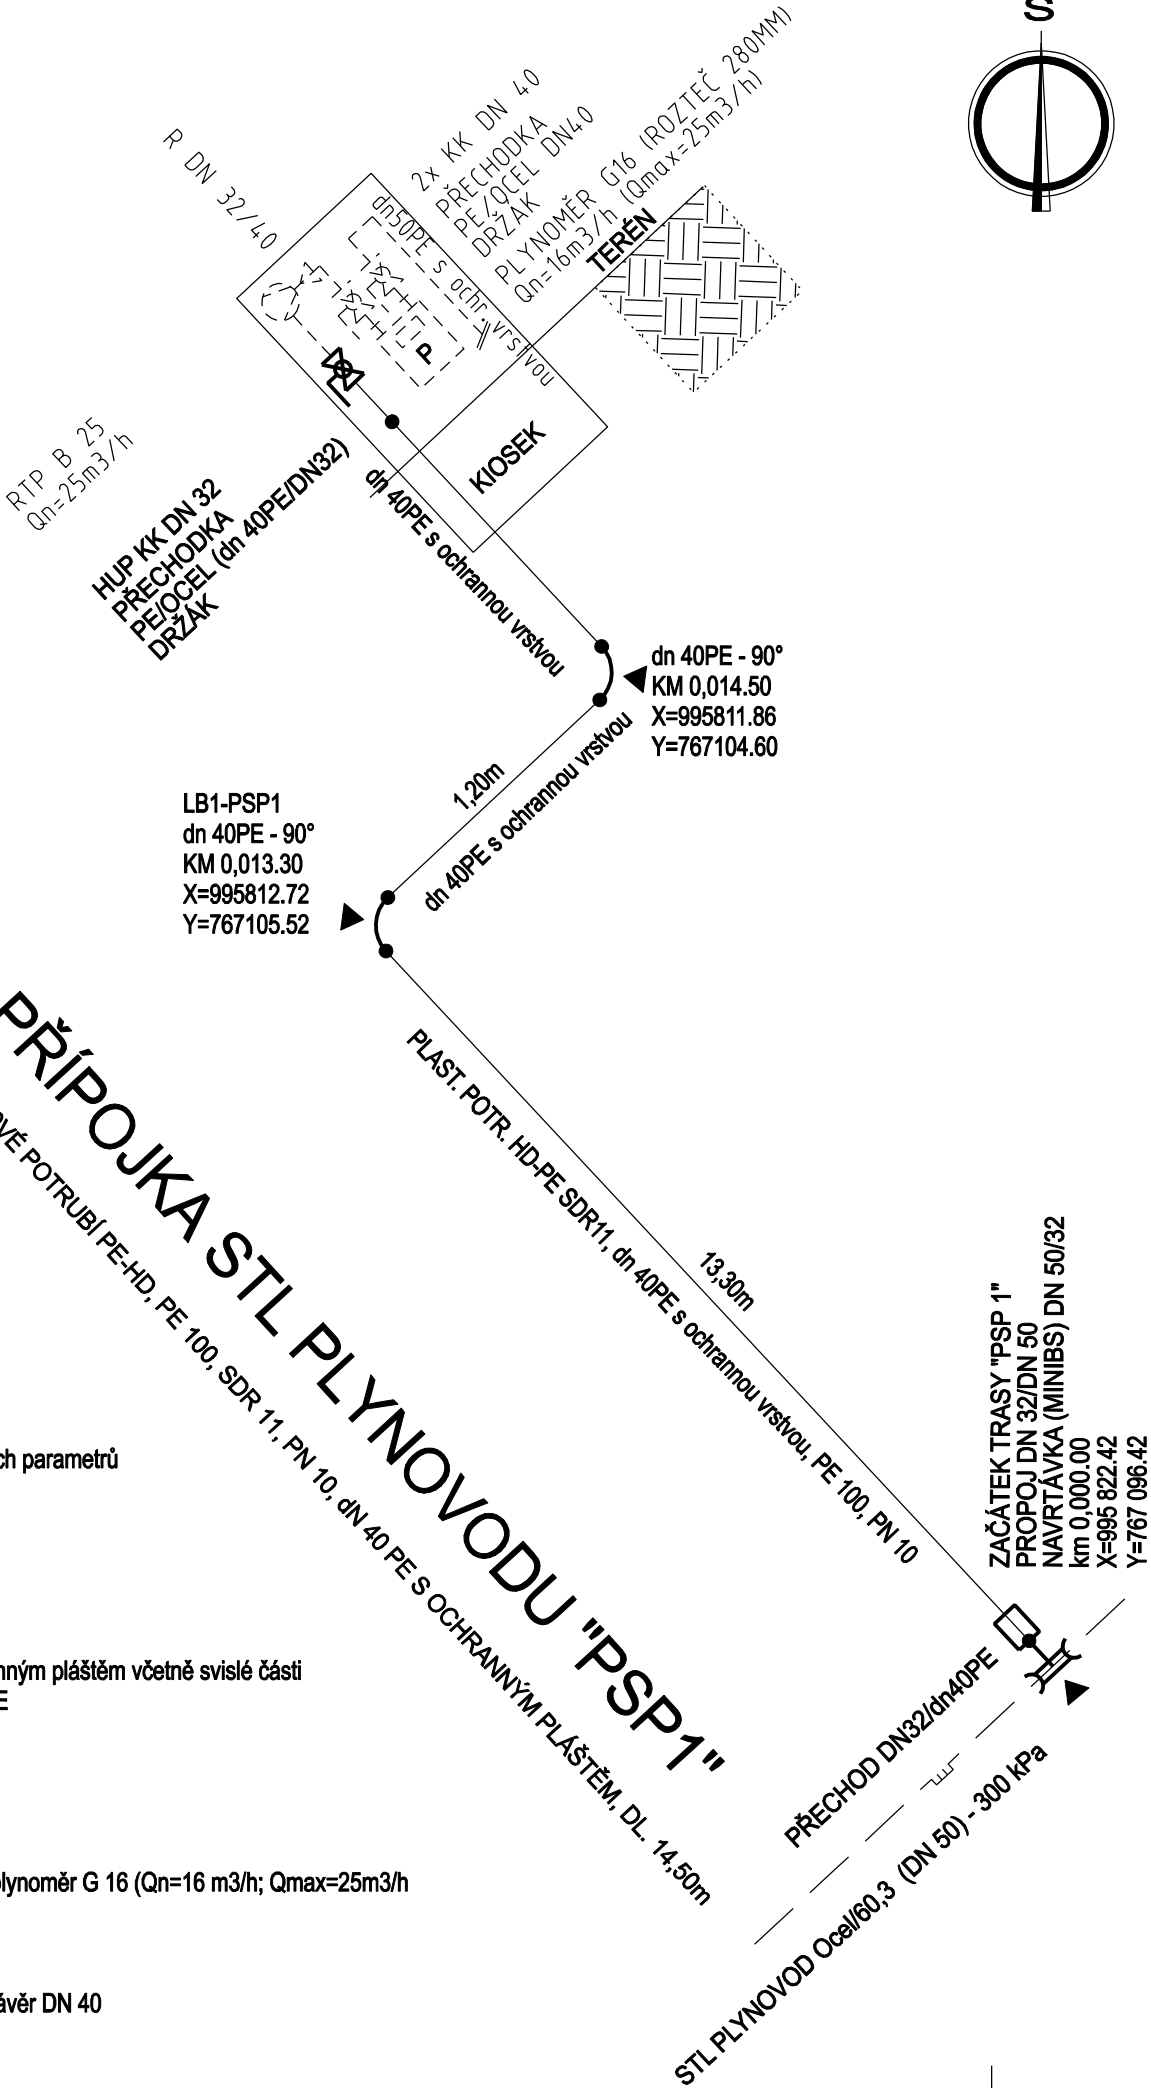 S
R DN 32/40
2x KK DN 40
PŘECHODKA
PE/OCEL DN40
DRŽÁK
PLYNOMĚR G16 (ROZTEČ 280MM)
Qn=16m3/h (Qmax=25m3/h)
TERÉN
dn50PE s ochr. vrstvou
P
KIOSEK
RTP B 25
Qn=25m3/h
HUP KK DN 32
PŘECHODKA
PE/OCEL (dn 40PE/DN32)
DRŽÁK
dn 40PE s ochrannou vrstvou
dn 40PE - 90°
KM 0,014.50
X=995811.86
Y=767104.60
1,20m
dn 40PE s ochrannou vrstvou
LB1-PSP1
dn 40PE - 90°
KM 0,013.30
X=995812.72
Y=767105.52
PLAST. POTR. HD-PE SDR11, dn 40PE s ochrannou vrstvou, PE 100, PN 10
13,30m
PŘÍPOJKA STL PLYNOVODU "PSP1"
OVÉ POTRUBÍ PE-HD, PE 100, SDR 11, PN 10, dN 40 PE S OCHRANNÝM PLÁŠTĚM, DL. 14,50m
ZAČÁTEK TRASY "PSP 1"
PROPOJ DN 32/DN 50
NAVRTÁVKA (MINIBS) DN 50/32
km 0,000.00
X=995 822.42
Y=767 096.42
PŘECHOD DN32/dn40PE
STL PLYNOVOD Ocel/60,3 (DN 50) - 300 kPa
ch parametrů
nným pláštěm včetně svislé části
E
plynoměr G 16 (Qn=16 m3/h; Qmax=25m3/h
ávěr DN 40